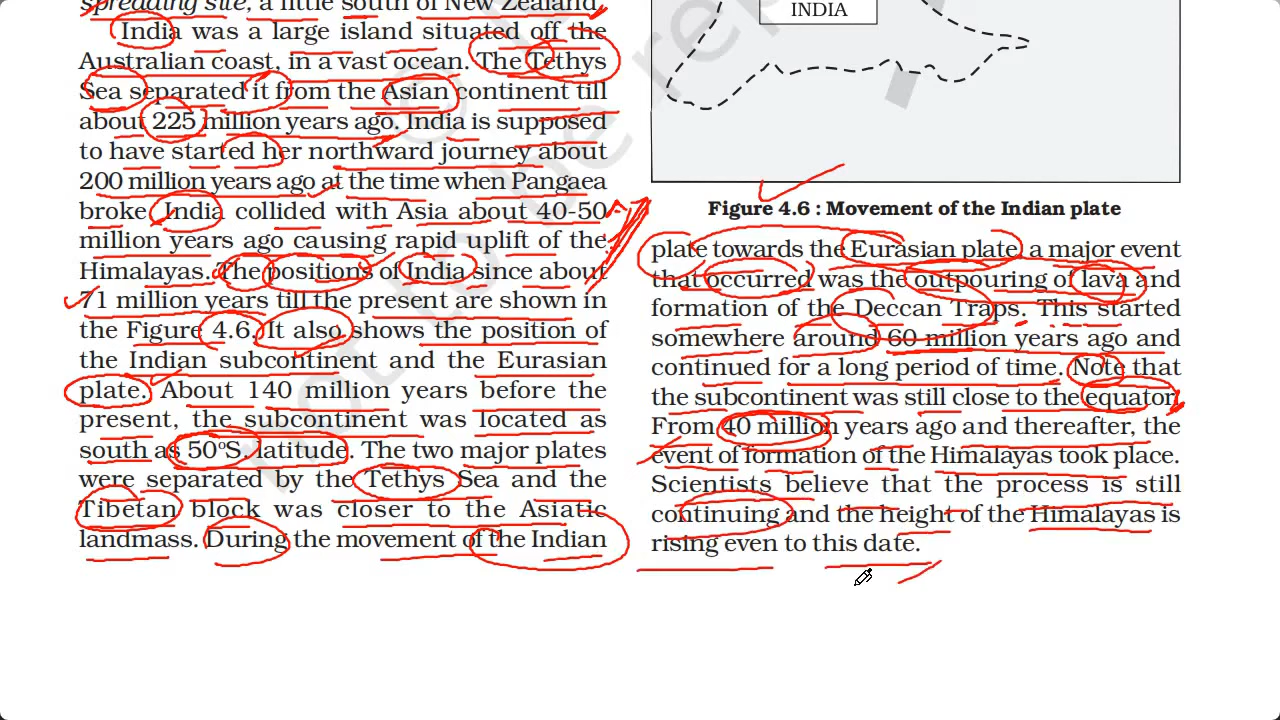 spreading site, a little south of New Zealand.
India was a large island situated off the
Australian coast, in a vast ocean. The Tethys
Sea separated it from the Asian continent till
about 225 million years ago. India is supposed
to have started her northward journey about
200 million years ago at the time when Pangaea
broke. India collided with Asia about 40-50
million years ago causing rapid uplift of the
Himalayas. The positions of India since about
71 million years till the present are shown in
the Figure 4.6. It also shows the position of
the Indian subcontinent and the Eurasian
plate. About 140 million years before the
present, the subcontinent was located as
south as 50°S. latitude. The two major plates
were separated by the Tethys Sea and the
Tibetan block was closer to the Asiatic
landmass. During the movement of the Indian
INDIA
Figure 4.6 : Movement of the Indian plate
plate towards the Eurasian plate, a major event
that occurred was the outpouring of lava and
formation of the Deccan Traps. This started
somewhere around 60 million years ago and
continued for a long period of time. Note that
the subcontinent was still close to the equator.
From 40 million years ago and thereafter, the
event of formation of the Himalayas took place.
Scientists believe that the process is still
continuing and the height of the Himalayas is
rising even to this date.